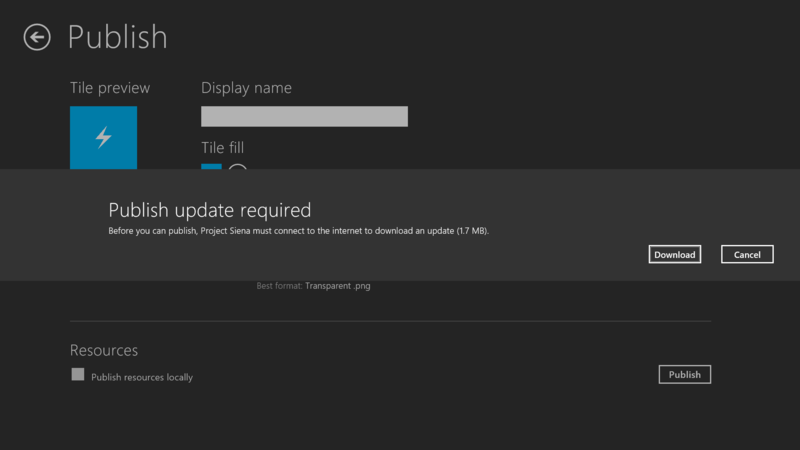 Publish
Tile preview
Display name
Tile fill
Publish update required
Before you can publish, Project Siena must connect to the internet to download an update (1.7 MB).
Download
Cancel
Best format: Transparent .png
Resources
Publish resources locally
Publish